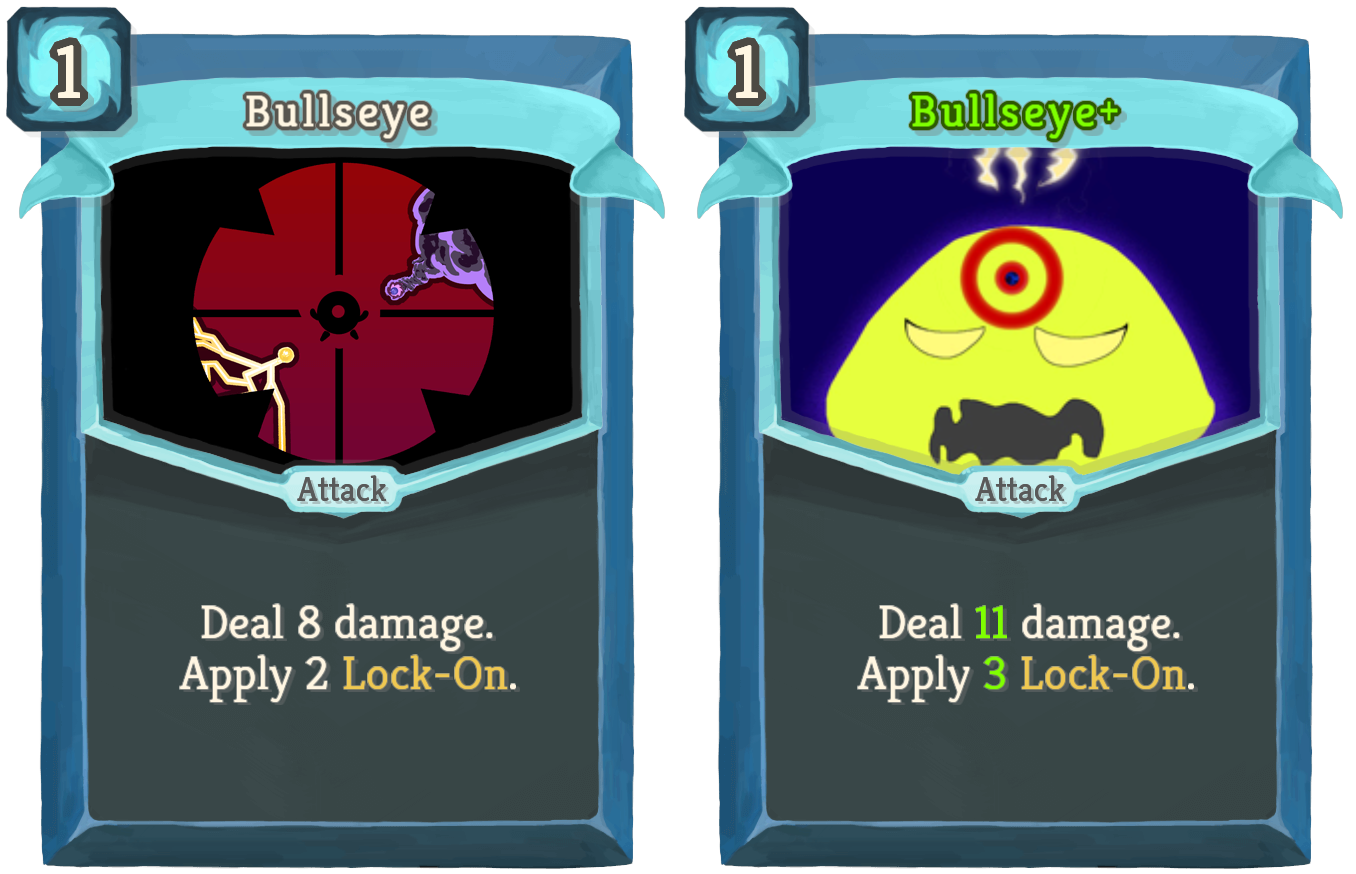 1
Bullseye
Attack
Deal 8 damage.
Apply 2 Lock-On.
1
Bullseye+
Attack
Deal 11 damage.
Apply 3 Lock-On.